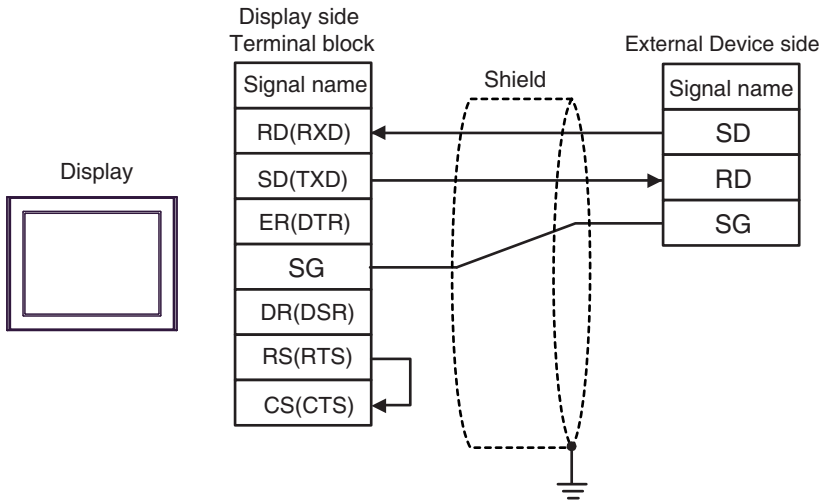 Display side
Terminal block
External Device side
Signal name
Shield
Signal name
RD(RXD)
SD
Display
SD(TXD)
RD
ER(DTR)
SG
SG
DR(DSR)
RS(RTS)
CS(CTS)